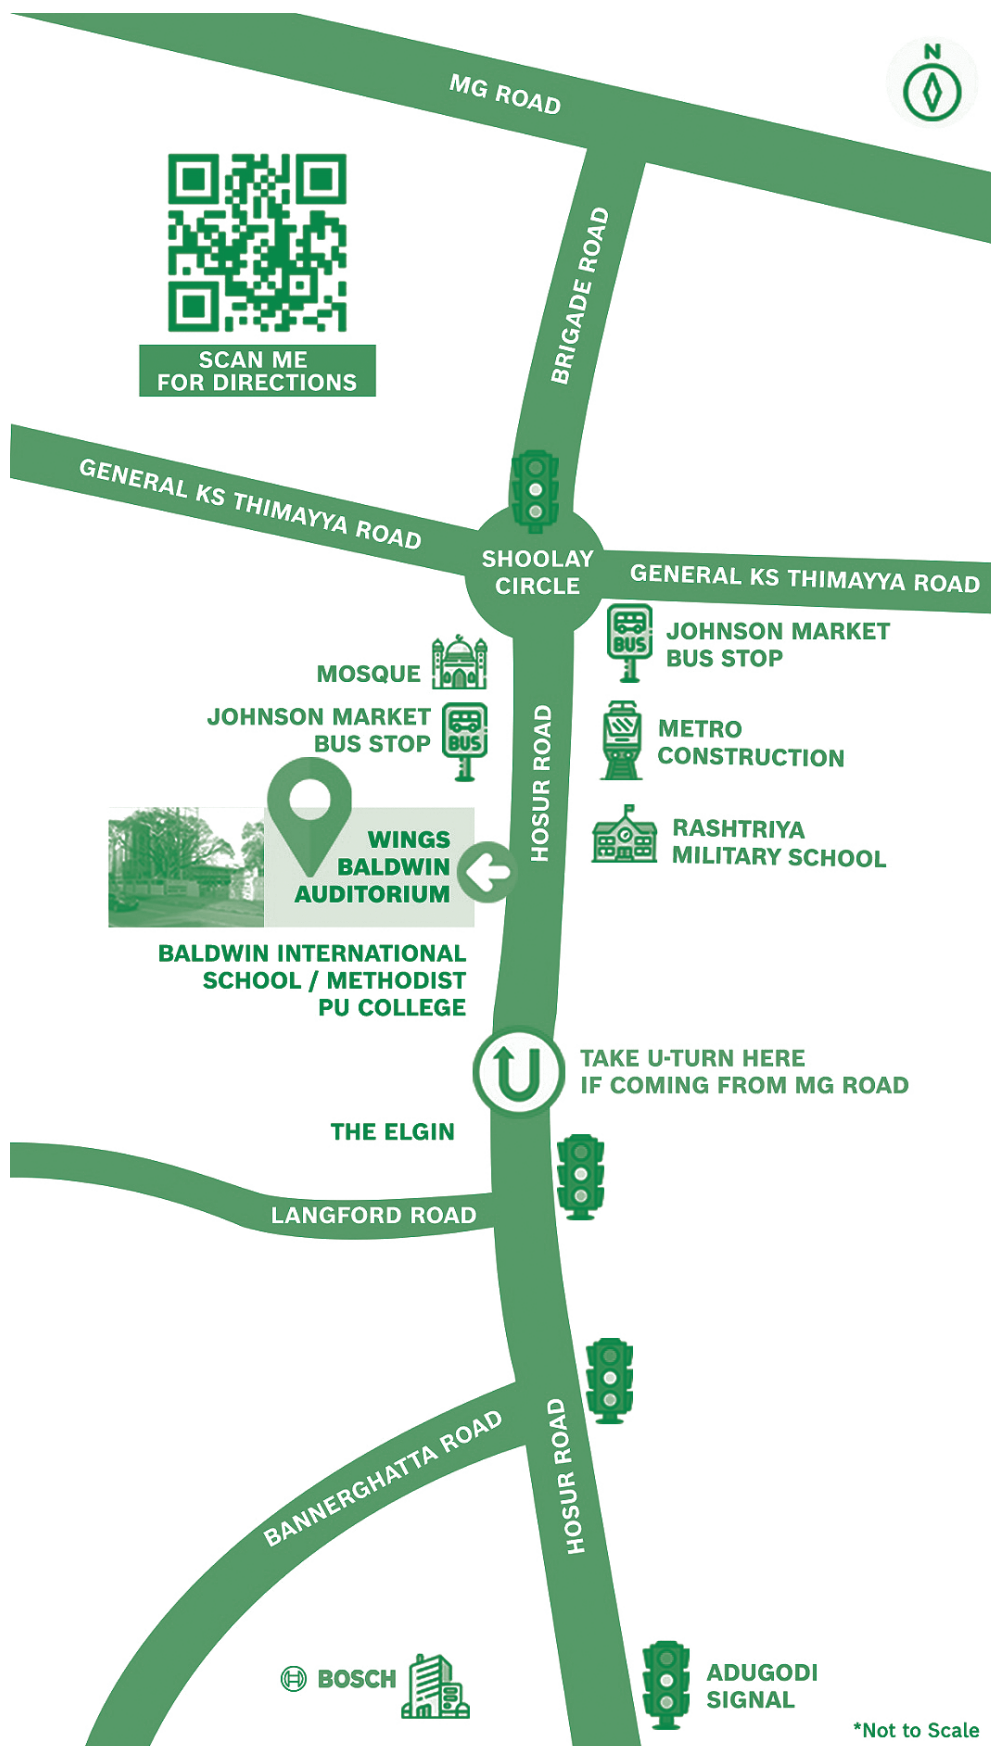 N
MG ROAD
SCAN ME
FOR DIRECTIONS
BRIGADE ROAD
GENERAL KS THIMAYYA ROAD
SHOOLAY
CIRCLE
GENERAL KS THIMAYYA ROAD
BUS
JOHNSON MARKET
BUS STOP
MOSQUE
JOHNSON MARKET
BUS STOP
BUS
HOSUR ROAD
METRO
CONSTRUCTION
WINGS
BALDWIN
AUDITORIUM
RASHTRIYA
MILITARY SCHOOL
BALDWIN INTERNATIONAL
SCHOOL / METHODIST
PU COLLEGE
TAKE U-TURN HERE
IF COMING FROM MG ROAD
THE ELGIN
LANGFORD ROAD
BANNERGHATTA ROAD
HOSUR ROAD
BOSCH
ADUGODI
SIGNAL
*Not to Scale